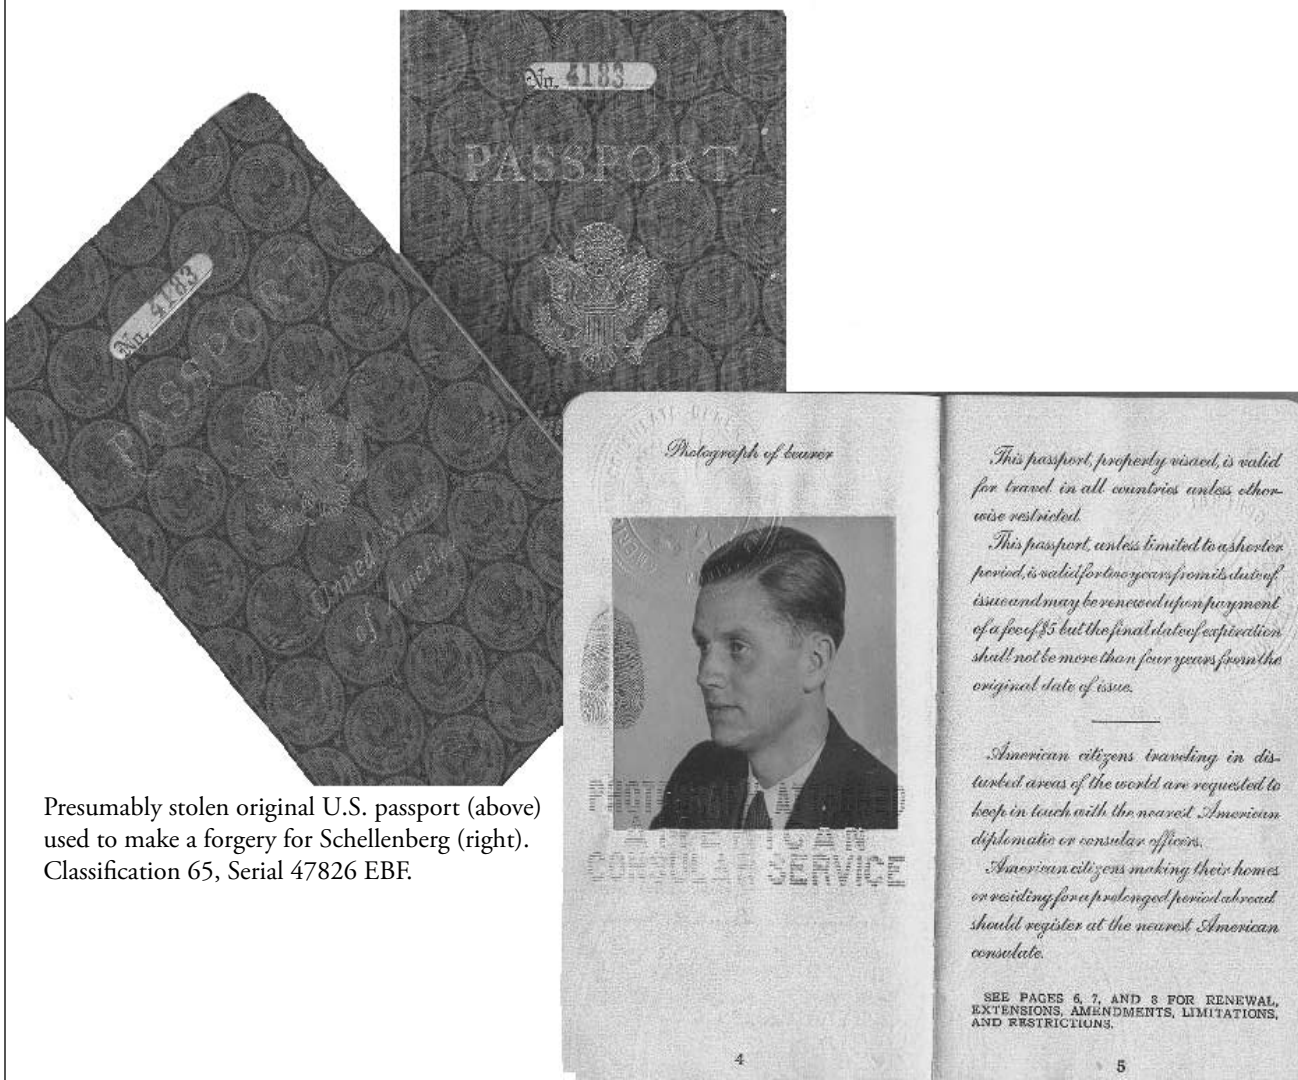 No. 4183
PASSPORT
No. 4183
PASSPORT
United States
of America
Presumably stolen original U.S. passport (above)
used to make a forgery for Schellenberg (right).
Classification 65, Serial 47826 EBF.
Photograph of bearer
PHOTOGRAPH ATTACHED
AMERICAN
CONSULAR SERVICE
4
This passport, properly visaed, is valid
for travel in all countries unless other-
wise restricted.
This passport, unless limited to a shorter
period, is valid for two years from its date of
issue and may be renewed upon payment
of a fee of $5 but the final date of expiration
shall not be more than four years from the
original date of issue.
American citizens traveling in dis-
turbed areas of the world are requested to
keep in touch with the nearest American
diplomatic or consular officers.
American citizens making their homes
or residing for a prolonged period abroad
should register at the nearest American
consulate.
SEE PAGES 6, 7, AND 8 FOR RENEWAL,
EXTENSIONS, AMENDMENTS, LIMITATIONS,
AND RESTRICTIONS.
5